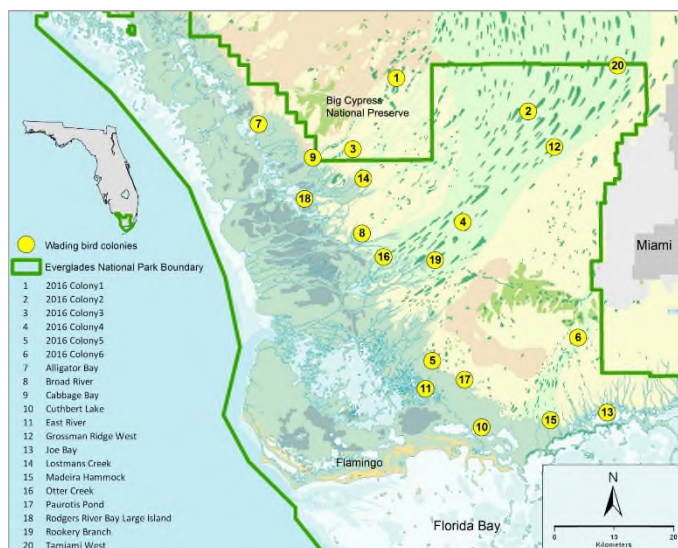 20
1
Big Cypress
National Preserve
2
7
12
3
9
14
18
4
8
16
19
Miami
Wading bird colonies
Everglades National Park Boundary
1 2016 Colony1
2 2016 Colony2
3 2016 Colony3
4 2016 Colony4
5 2016 Colony5
6 2016 Colony6
7 Alligator Bay
8 Broad River
9 Cabbage Bay
10 Cuthbert Lake
11 East River
12 Grossman Ridge West
13 Joe Bay
14 Lostmans Creek
15 Madeira Hammock
16 Otter Creek
17 Paurotis Pond
18 Rodgers River Bay Large Island
19 Rookery Branch
20 Tamiami West
6
5
17
11
13
15
10
Flamingo
Florida Bay
N
0 10 20
Kilometers